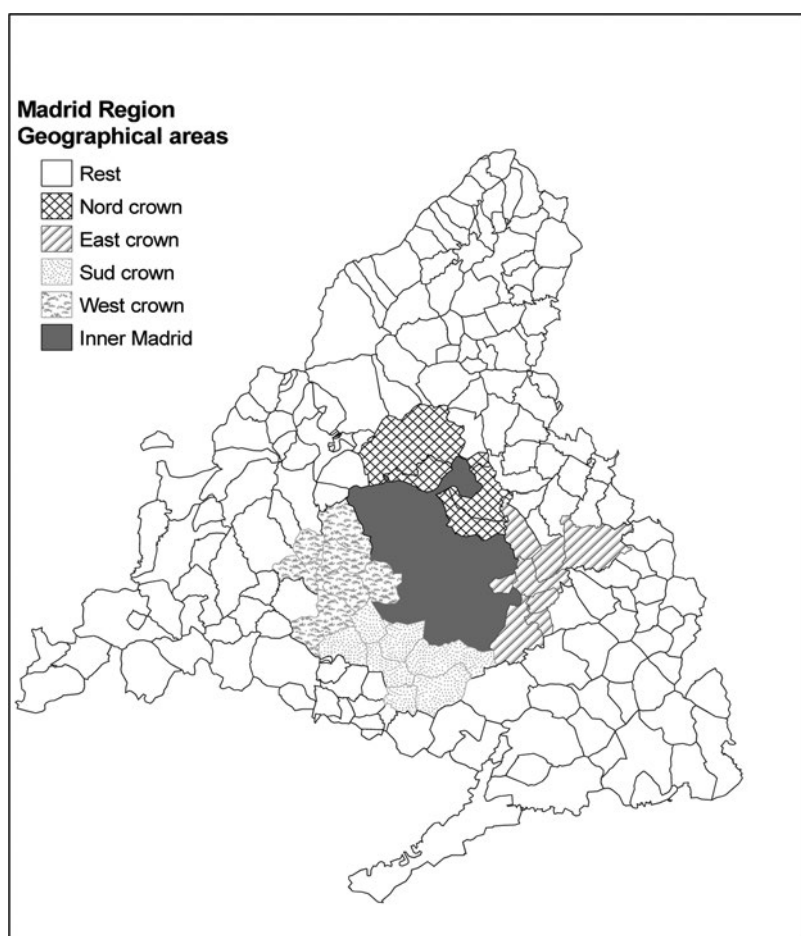 Madrid Region
Geographical areas
Rest
Nord crown
East crown
Sud crown
West crown
Inner Madrid